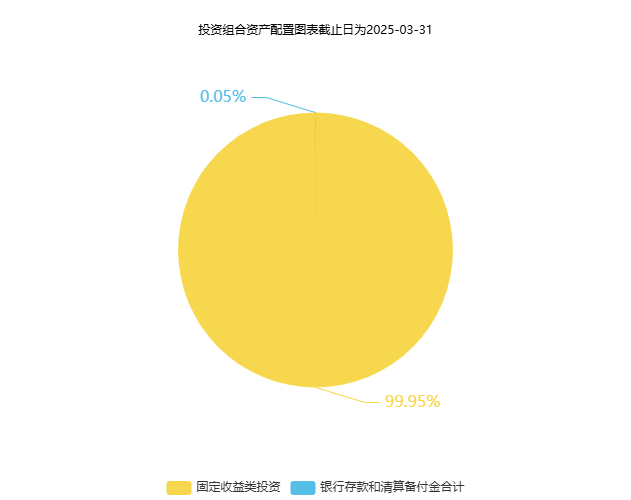 投资组合资产配置图表截止日为2025-03-31
0.05%
99.95%
固定收益类投资 银行存款和清算备付金合计